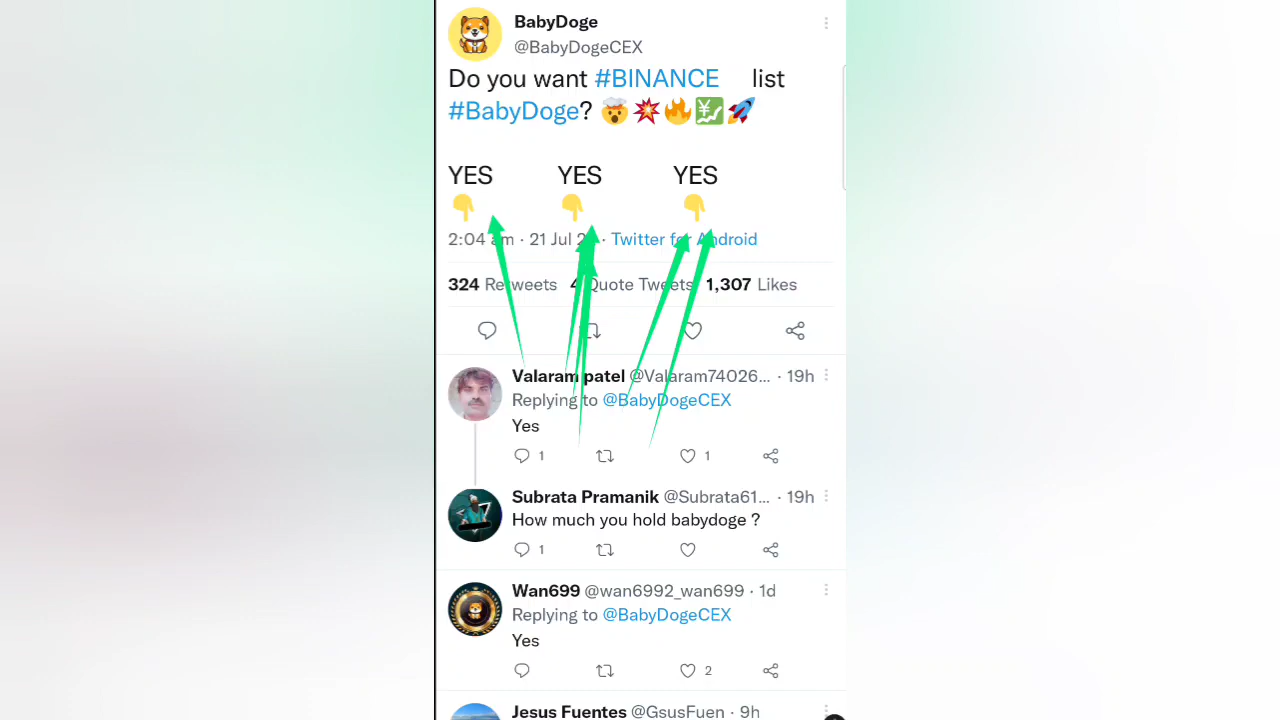 BabyDoge
@BabyDogeCEX
Do you want #BINANCE list
#BabyDoge? 🤯💥🔥💹🚀
YES YES YES
👇 👇 👇
2:04 am · 21 Jul · Twitter for Android
324 Retweets 4 Quote Tweets 1,307 Likes
Valaram patel @Valaram74026... · 19h
Replying to @BabyDogeCEX
Yes
1 1
Subrata Pramanik @Subrata61... · 19h
How much you hold babydoge ?
1
Wan699 @wan6992_wan699 · 1d
Replying to @BabyDogeCEX
Yes
2
Jesus Fuentes @GsusFuen · 9h